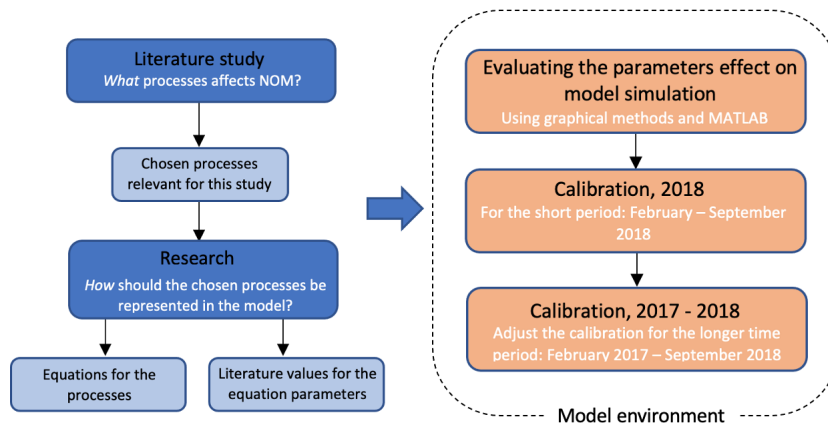 Literature study
What processes affects NOM?
Chosen processes
relevant for this study
Research
How should the chosen processes be
represented in the model?
Equations for the
processes
Literature values for the
equation parameters
Evaluating the parameters effect on
model simulation
Using graphical methods and MATLAB
Calibration, 2018
For the short period: February – September
2018
Calibration, 2017 - 2018
Adjust the calibration for the longer time
period: February 2017 – September 2018
Model environment